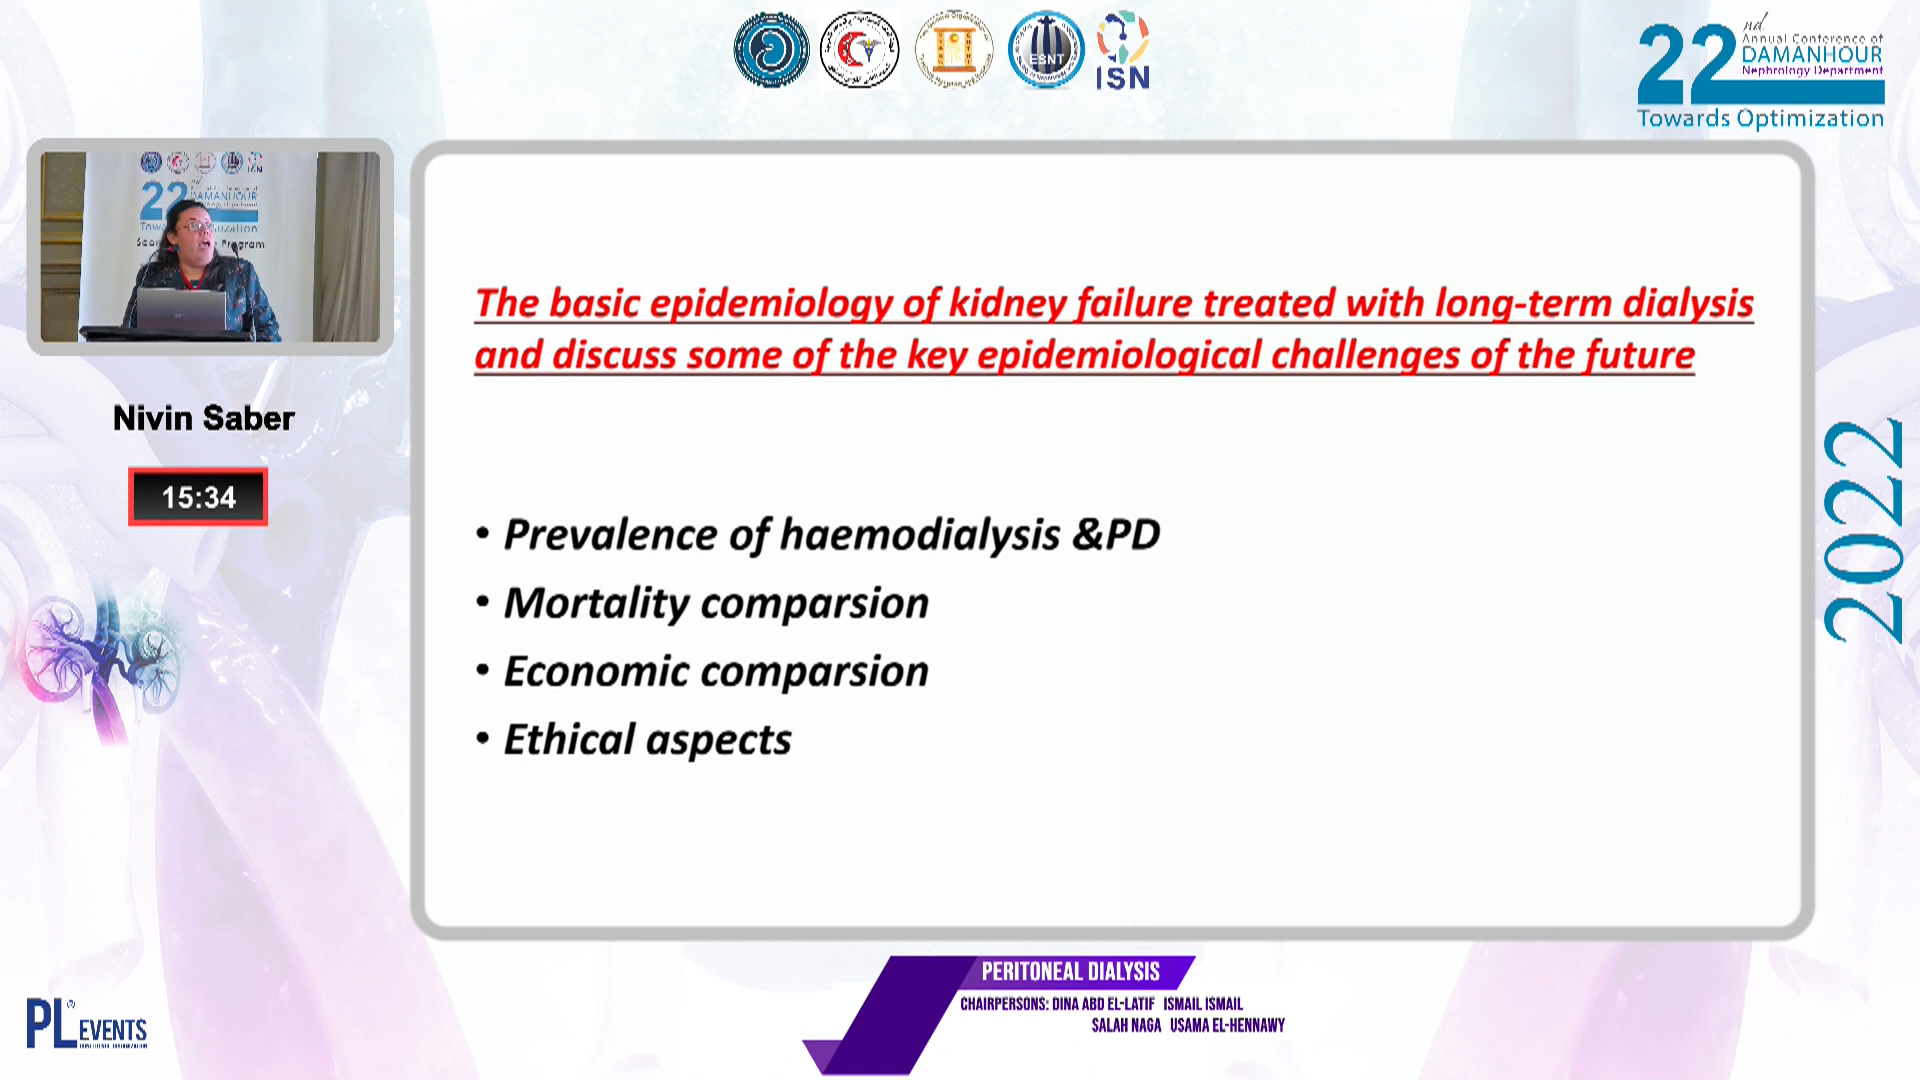 ESNT
ISN
22nd
Annual Conference of
DAMANHOUR
Nephrology Department
Towards Optimization
22
DAMANHOUR
Program
Nivin Saber
15:34
The basic epidemiology of kidney failure treated with long-term dialysis
and discuss some of the key epidemiological challenges of the future
• Prevalence of haemodialysis &PD
• Mortality comparsion
• Economic comparsion
• Ethical aspects
2022
PERITONEAL DIALYSIS
CHAIRPERSONS: DINA ABD EL-LATIF ISMAIL ISMAIL
SALAH NAGA USAMA EL-HENNAWY
PL® EVENTS